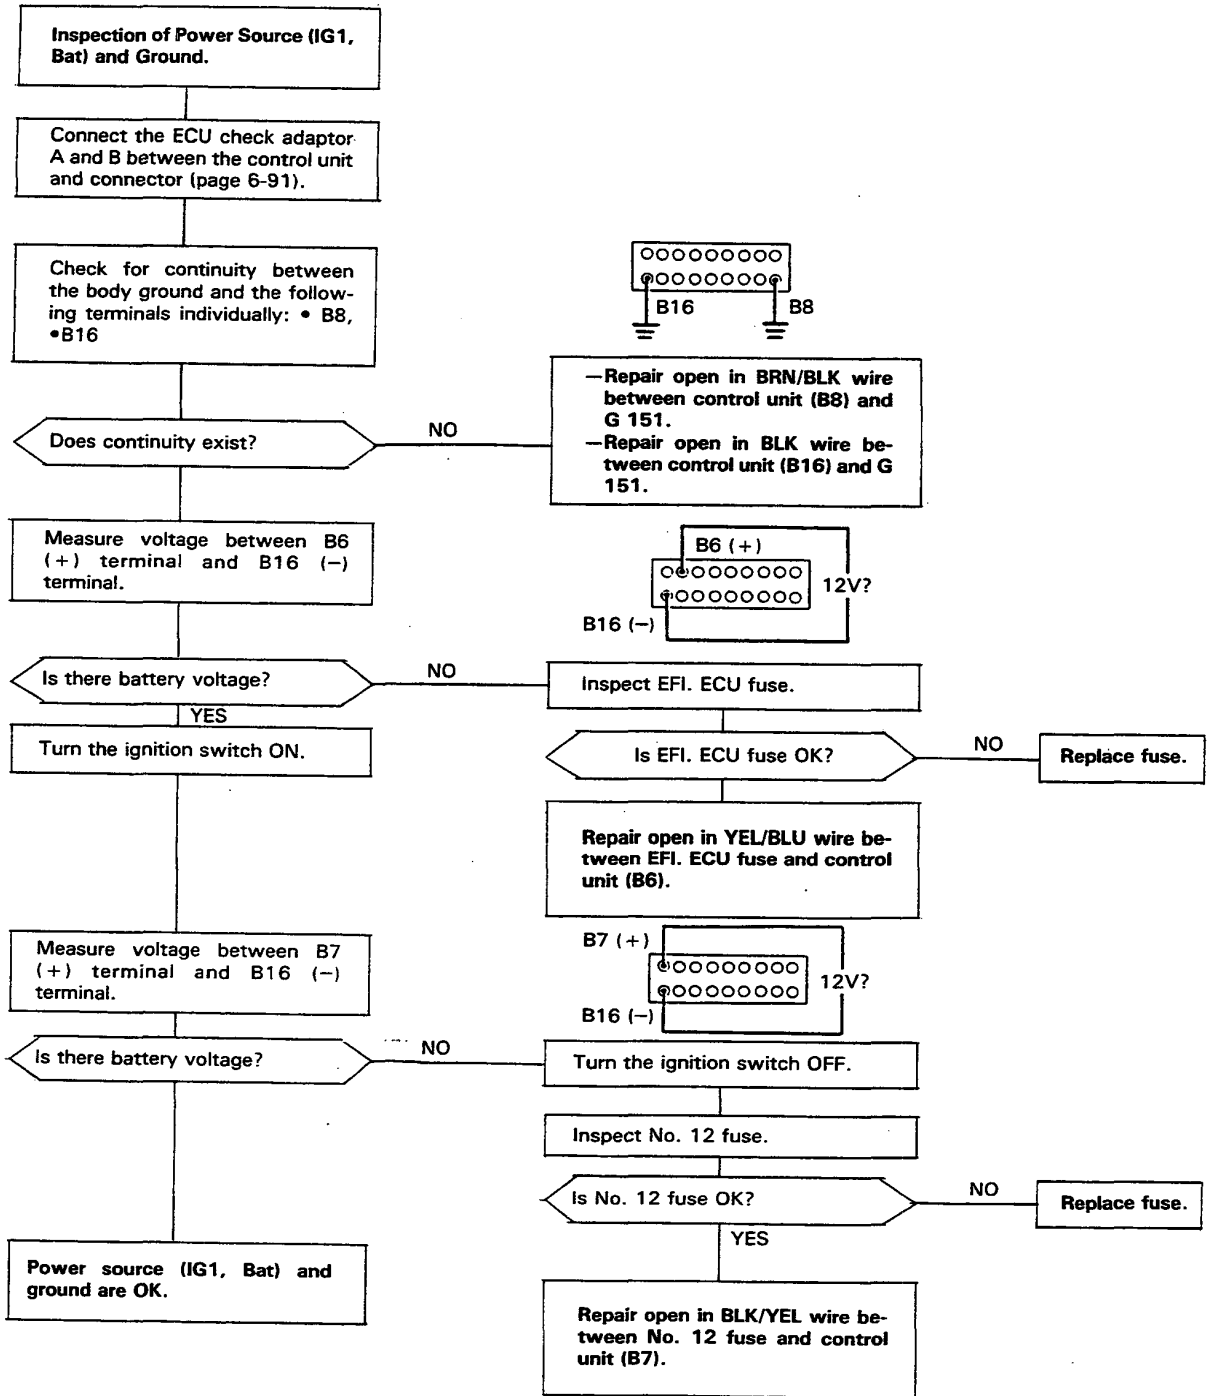 Inspection of Power Source (IG1,
Bat) and Ground.
Connect the ECU check adaptor
A and B between the control unit
and connector (page 6-91).
Check for continuity between
the body ground and the follow-
ing terminals individually: • B8,
•B16
B16
B8
Does continuity exist?
NO
—Repair open in BRN/BLK wire
between control unit (B8) and
G 151.
—Repair open in BLK wire be-
tween control unit (B16) and G
151.
Measure voltage between B6
(+) terminal and B16 (−)
terminal.
B6 (+)
12V?
B16 (−)
Is there battery voltage?
NO
YES
Inspect EFI. ECU fuse.
Turn the ignition switch ON.
Is EFI. ECU fuse OK?
NO
Replace fuse.
Repair open in YEL/BLU wire be-
tween EFI. ECU fuse and control
unit (B6).
Measure voltage between B7
(+) terminal and B16 (−)
terminal.
B7 (+)
12V?
B16 (−)
Is there battery voltage?
NO
Turn the ignition switch OFF.
Inspect No. 12 fuse.
Is No. 12 fuse OK?
NO
Replace fuse.
YES
Power source (IG1, Bat) and
ground are OK.
Repair open in BLK/YEL wire be-
tween No. 12 fuse and control
unit (B7).